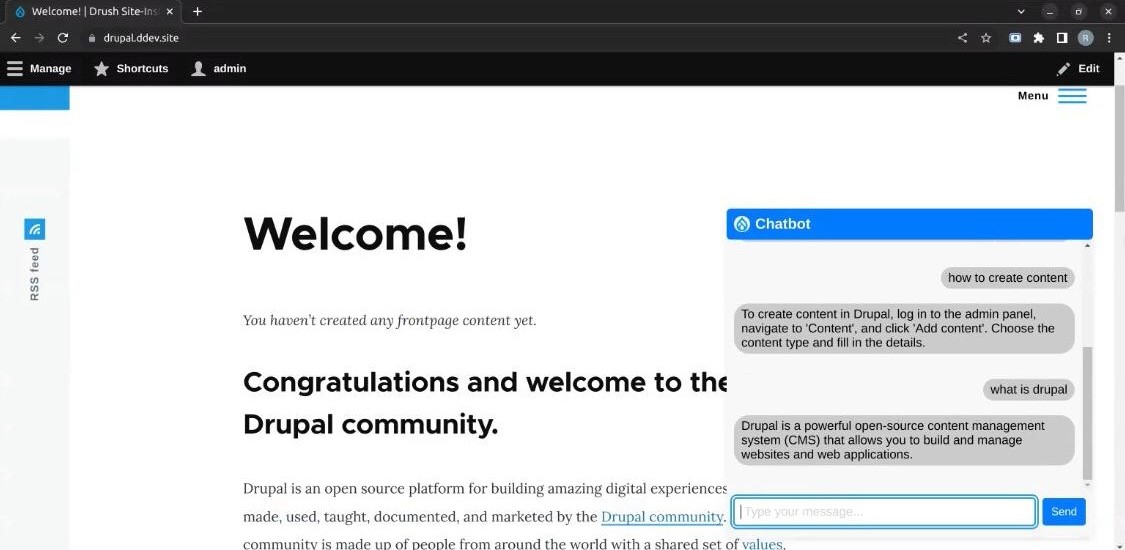 Welcome! | Drush Site-Ins
drupal.ddev.site
R
Manage
Shortcuts
admin
Edit
Menu
RSS feed
Welcome!
You haven’t created any frontpage content yet.
Congratulations and welcome to the
Drupal community.
Drupal is an open source platform for building amazing digital experiences
made, used, taught, documented, and marketed by the Drupal community.
community is made up of people from around the world with a shared set of values,
Chatbot
how to create content
To create content in Drupal, log in to the admin panel,
navigate to 'Content', and click 'Add content'. Choose the
content type and fill in the details.
what is drupal
Drupal is a powerful open-source content management
system (CMS) that allows you to build and manage
websites and web applications.
Type your message...
Send